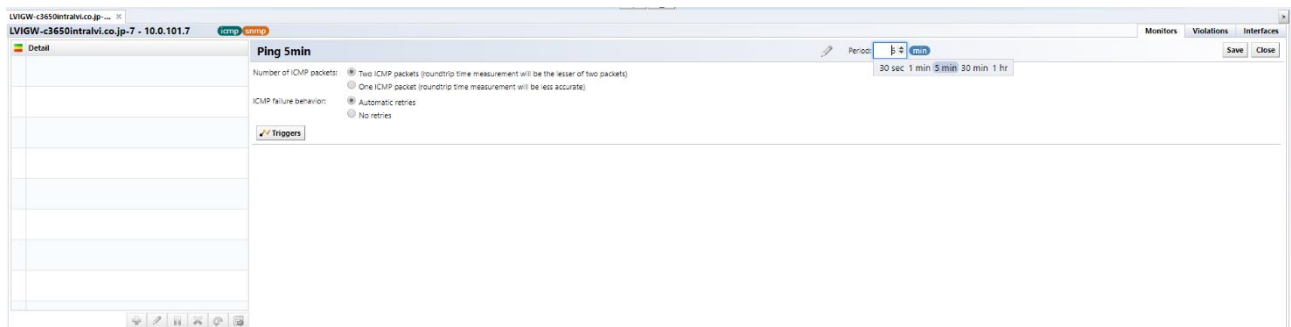 LVIGW-c3650intralvi.co.jp-...
LVIGW-c3650intralvi.co.jp-7 - 10.0.101.7 icmp snmp Monitors Violations Interfaces
Detail
Ping 5min Period: 5 min Save Close
30 sec 1 min 5 min 30 min 1 hr
Number of ICMP packets: Two ICMP packets (roundtrip time measurement will be the lesser of two packets)
One ICMP packet (roundtrip time measurement will be less accurate)
ICMP failure behavior: Automatic retries
No retries
Triggers